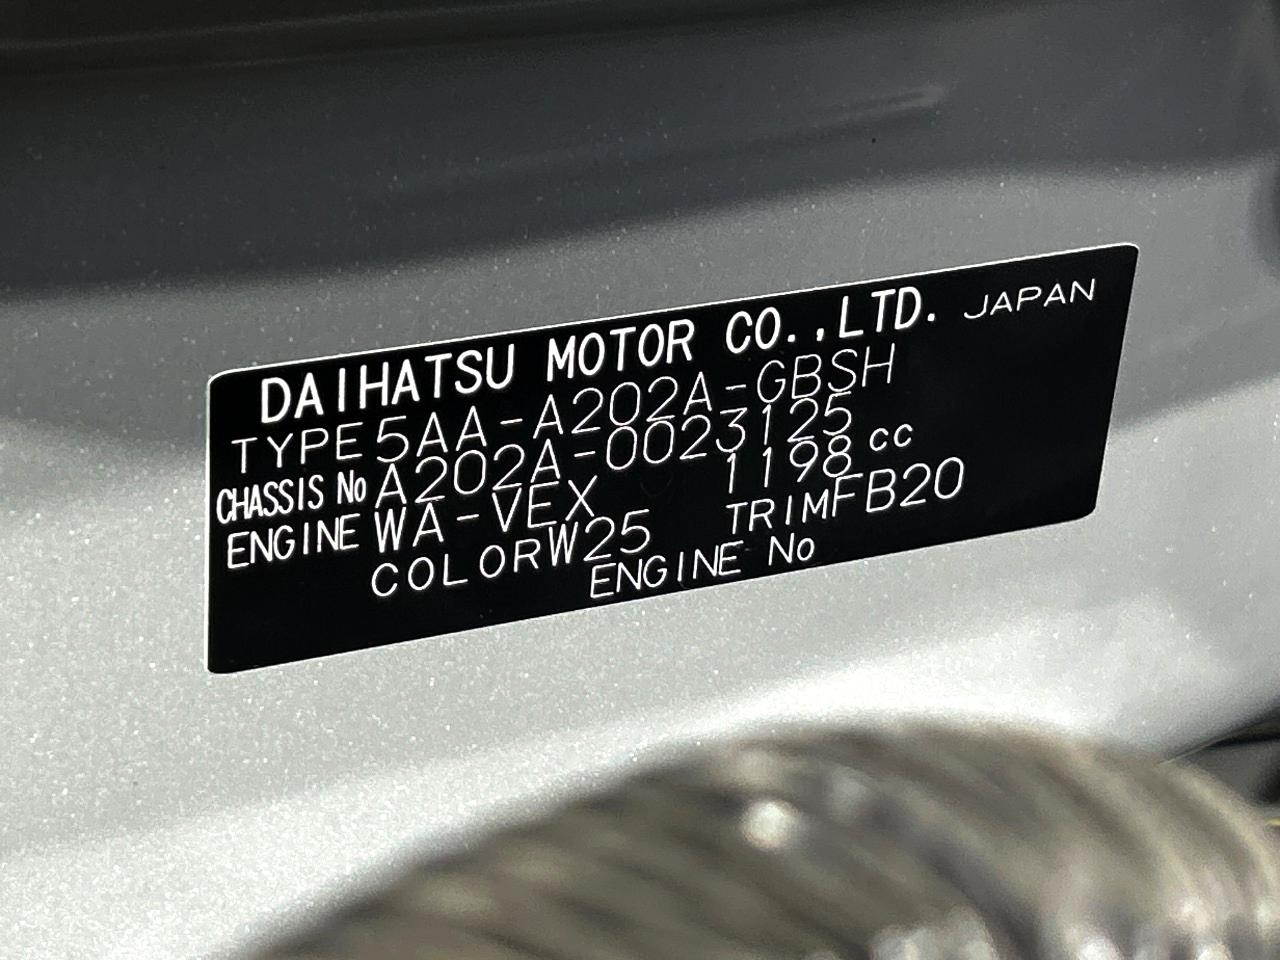 DAIHATSU MOTOR CO.,LTD. JAPAN
TYPE 5AA-A202A-GBSH
CHASSIS No A202A-0023125
ENGINE WA-VEX 1198 cc
COLOR W25 TRIM FB20
ENGINE No